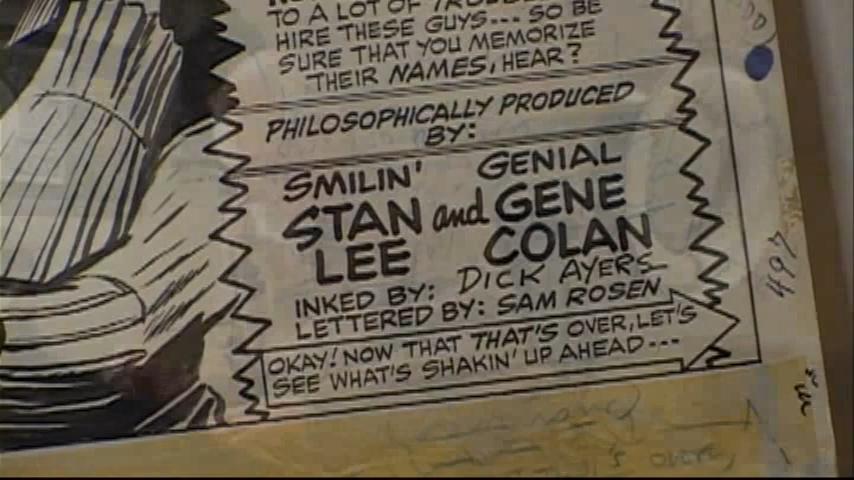 TO A LOT OF TROUBLE
HIRE THESE GUYS--- SO BE
SURE THAT YOU MEMORIZE
THEIR NAMES, HEAR?
PHILOSOPHICALLY PRODUCED
BY:
SMILIN' GENIAL
STAN and GENE
LEE COLAN
INKED BY: DICK AYERS
LETTERED BY: SAM ROSEN
OKAY! NOW THAT THAT'S OVER, LET'S
SEE WHAT'S SHAKIN' UP AHEAD---
497